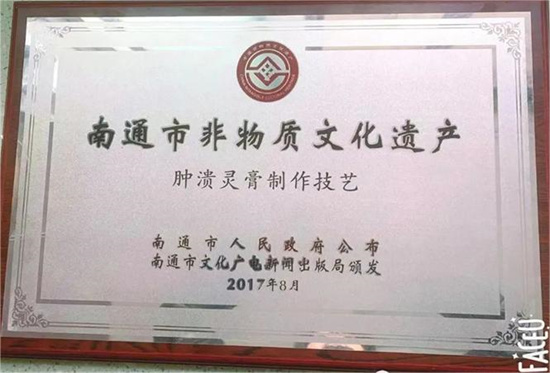 南通市非物质文化遗产
肿溃灵膏制作技艺
南通市人民政府公布
南通市文化广电新闻出版局颁发
2017年8月
FACEU